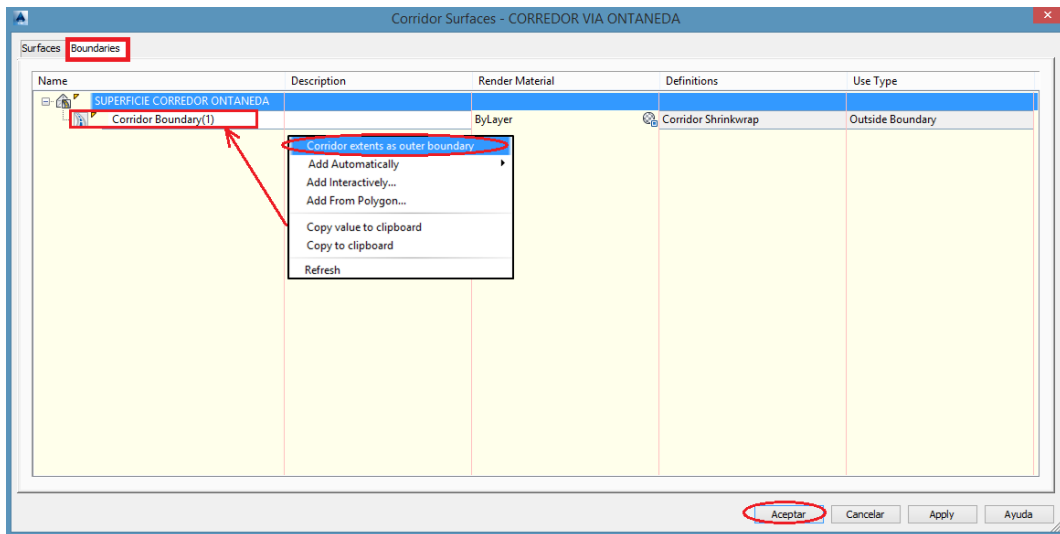 Corridor Surfaces - CORREDOR VIA ONTANEDA
Surfaces Boundaries
Name Description Render Material Definitions Use Type
SUPERFICIE CORREDOR ONTANEDA
Corridor Boundary(1) ByLayer Corridor Shrinkwrap Outside Boundary
Corridor extents as outer boundary
Add Automatically
Add Interactively...
Add From Polygon...
Copy value to clipboard
Copy to clipboard
Refresh
Aceptar Cancelar Apply Ayuda